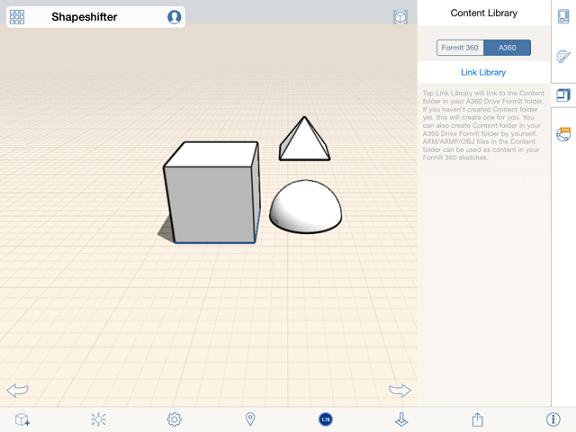 Shapeshifter
Content Library
FormIt 360
A360
Link Library
Tap Link Library will link to the Content
folder in your A360 Drive FormIt folder.
If you haven't created Content folder
yet, this will create one for you. You
can also create Content folder in your
A360 Drive FormIt folder by yourself.
AXM/AXMF/OBJ files in the Content
folder can be used as content in your
FormIt 360 sketches.